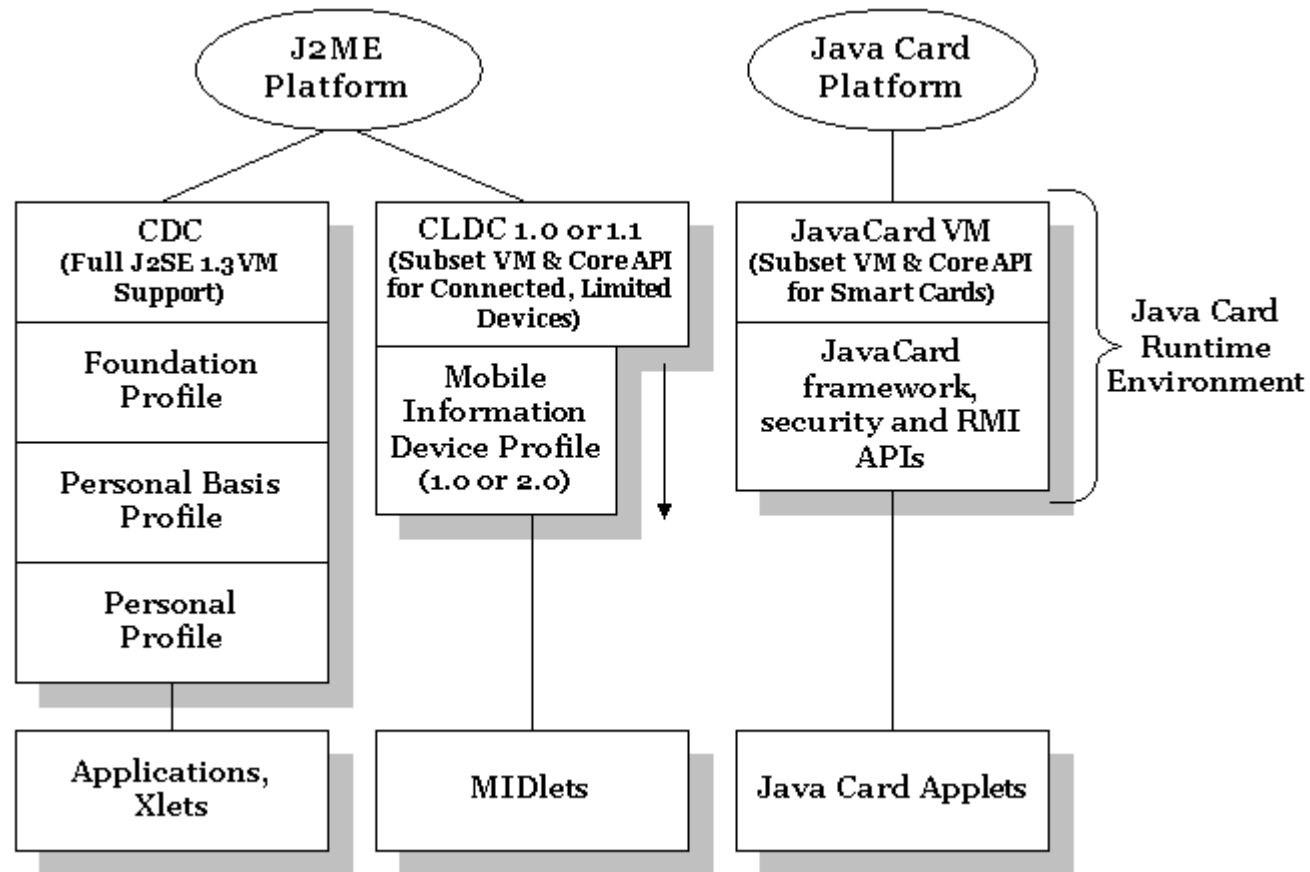 J2ME
Platform
Java Card
Platform
CDC
(Full J2SE 1.3 VM
Support)
Foundation
Profile
Personal Basis
Profile
Personal
Profile
Applications,
Xlets
CLDC 1.0 or 1.1
(Subset VM & Core API
for Connected, Limited
Devices)
Mobile
Information
Device Profile
(1.0 or 2.0)
MIDlets
JavaCard VM
(Subset VM & Core API
for Smart Cards)
JavaCard
framework,
security and RMI
APIs
Java Card Applets
Java Card
Runtime
Environment